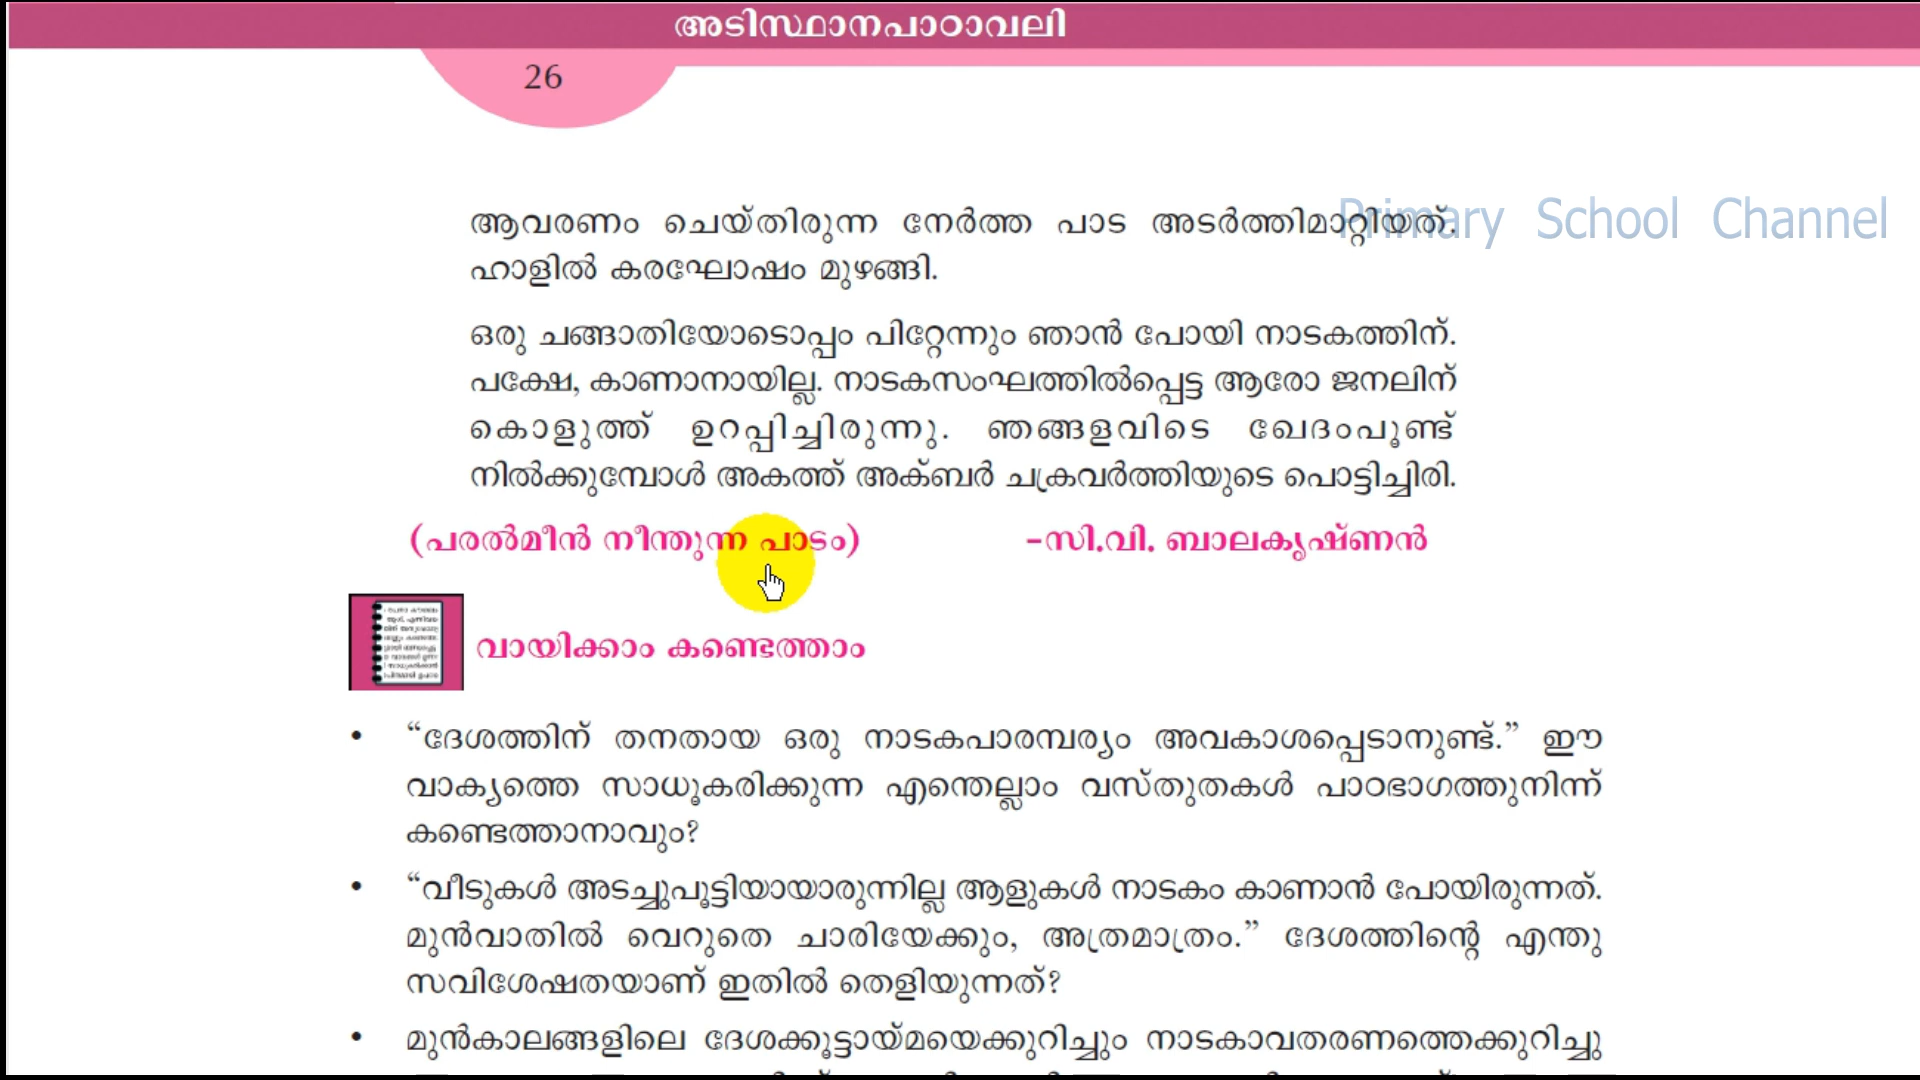 അടിസ്ഥാനപാഠാവലി
26
Primary School Channel
ആവരണം ചെയ്തിരുന്ന നേർത്ത പാട അടർത്തിമാറ്റിയത്.
ഹാളിൽ കരഘോഷം മുഴങ്ങി.
ഒരു ചങ്ങാതിയോടൊപ്പം പിറ്റേന്നും ഞാൻ പോയി നാടകത്തിന്.
പക്ഷേ, കാണാനായില്ല. നാടകസംഘത്തിൽപ്പെട്ട ആരോ ജനലിന്
കൊളുത്ത് ഉറപ്പിച്ചിരുന്നു. ഞങ്ങളവിടെ ഖേദംപൂണ്ട്
നിൽക്കുമ്പോൾ അകത്ത് അക്ബർ ചക്രവർത്തിയുടെ പൊട്ടിച്ചിരി.
(പരൽമീൻ നീന്തുന്ന പാടം) -സി.വി. ബാലകൃഷ്ണൻ
വായിക്കാം കണ്ടെത്താം
• “ദേശത്തിന് തനതായ ഒരു നാടകപാരമ്പര്യം അവകാശപ്പെടാനുണ്ട്.” ഈ
വാക്യത്തെ സാധൂകരിക്കുന്ന എന്തെല്ലാം വസ്തുതകൾ പാഠഭാഗത്തുനിന്ന്
കണ്ടെത്താനാവും?
• “വീടുകൾ അടച്ചുപൂട്ടിയായാരുന്നില്ല ആളുകൾ നാടകം കാണാൻ പോയിരുന്നത്.
മുൻവാതിൽ വെറുതെ ചാരിയേക്കും, അത്രമാത്രം.” ദേശത്തിന്റെ എന്തു
സവിശേഷതയാണ് ഇതിൽ തെളിയുന്നത്?
• മുൻകാലങ്ങളിലെ ദേശക്കൂട്ടായ്മയെക്കുറിച്ചും നാടകാവതരണത്തെക്കുറിച്ചു